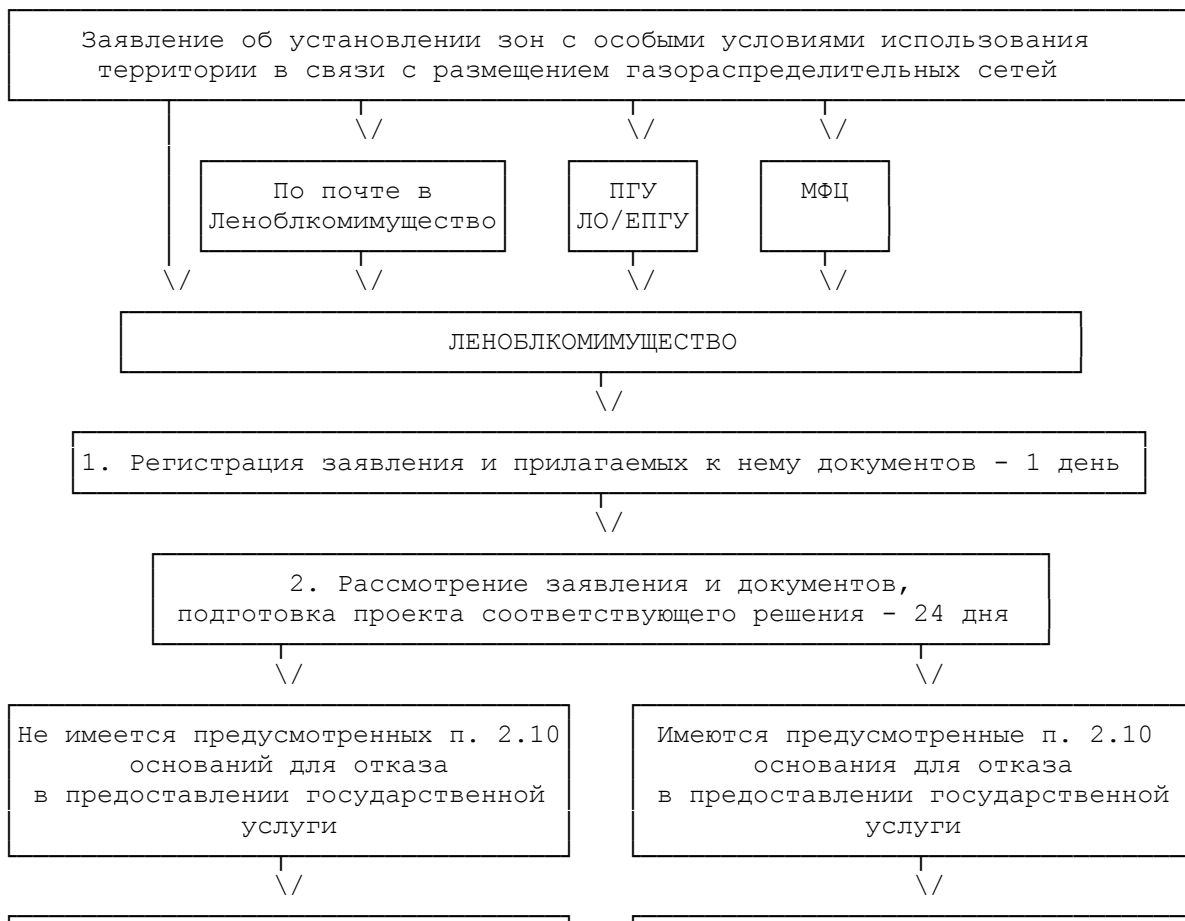 Заявление об установлении зон с особыми условиями использования
территории в связи с размещением газораспределительных сетей
По почте в
Леноблкомимущество
ПГУ
ЛО/ЕПГУ
МФЦ
ЛЕНОБЛКОМИМУЩЕСТВО
1. Регистрация заявления и прилагаемых к нему документов - 1 день
2. Рассмотрение заявления и документов,
подготовка проекта соответствующего решения - 24 дня
Не имеется предусмотренных п. 2.10
оснований для отказа
в предоставлении государственной
услуги
Имеются предусмотренные п. 2.10
основания для отказа
в предоставлении государственной
услуги